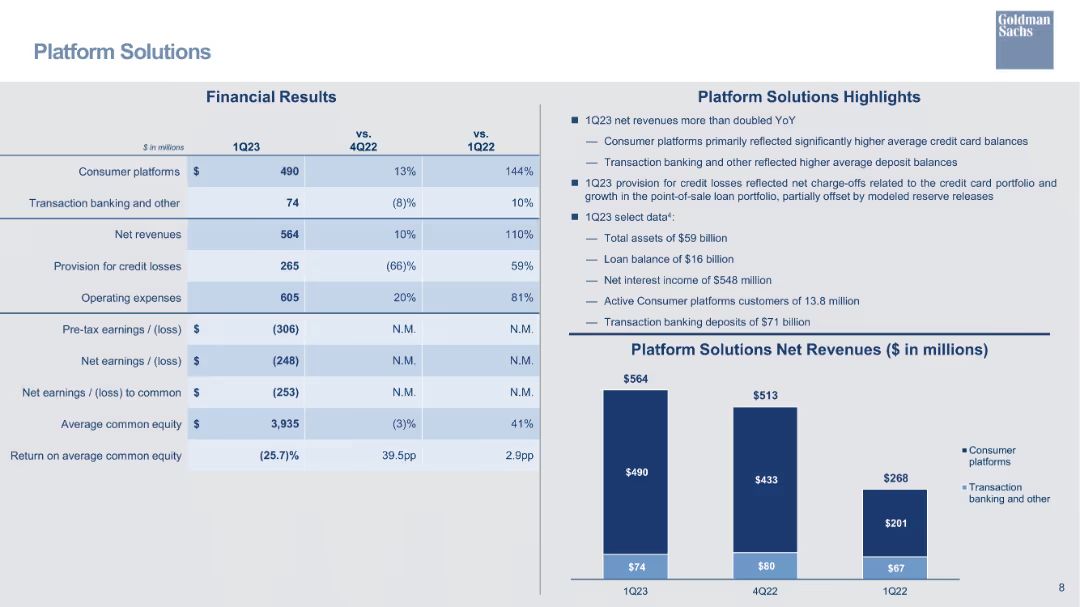 Goldman
Sachs
Platform Solutions
Financial Results
$ in millions 1Q23 vs. 4Q22 vs. 1Q22
Consumer platforms $ 490 13% 144%
Transaction banking and other 74 (8)% 10%
Net revenues 564 10% 110%
Provision for credit losses 265 (66)% 59%
Operating expenses 605 20% 81%
Pre-tax earnings / (loss) $ (306) N.M. N.M.
Net earnings / (loss) $ (248) N.M. N.M.
Net earnings / (loss) to common $ (253) N.M. N.M.
Average common equity $ 3,935 (3)% 41%
Return on average common equity (25.7)% 39.5pp 2.9pp
Platform Solutions Highlights
■ 1Q23 net revenues more than doubled YoY
— Consumer platforms primarily reflected significantly higher average credit card balances
— Transaction banking and other reflected higher average deposit balances
■ 1Q23 provision for credit losses reflected net charge-offs related to the credit card portfolio and
growth in the point-of-sale loan portfolio, partially offset by modeled reserve releases
■ 1Q23 select data⁴:
— Total assets of $59 billion
— Loan balance of $16 billion
— Net interest income of $548 million
— Active Consumer platforms customers of 13.8 million
— Transaction banking deposits of $71 billion
Platform Solutions Net Revenues ($ in millions)
$564
$513
$268
$490
$433
$201
$74
$80
$67
1Q23
4Q22
1Q22
Consumer
platforms
Transaction
banking and other
8